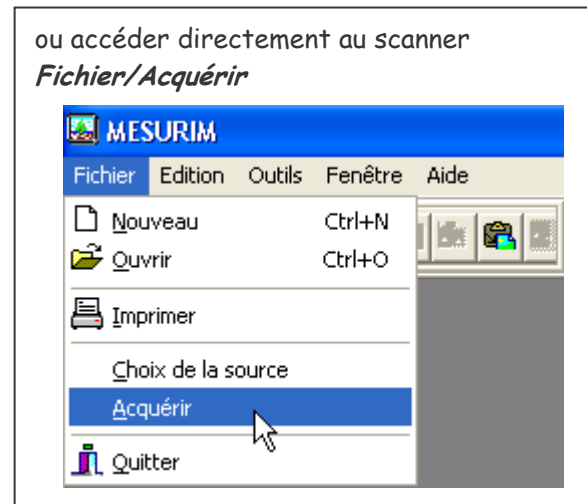 ou accéder directement au scanner
Fichier/Acquérir
MESURIM
Fichier Edition Outils Fenêtre Aide
Nouveau Ctrl+N
Ouvrir Ctrl+O
Imprimer
Choix de la source
Acquérir
Quitter